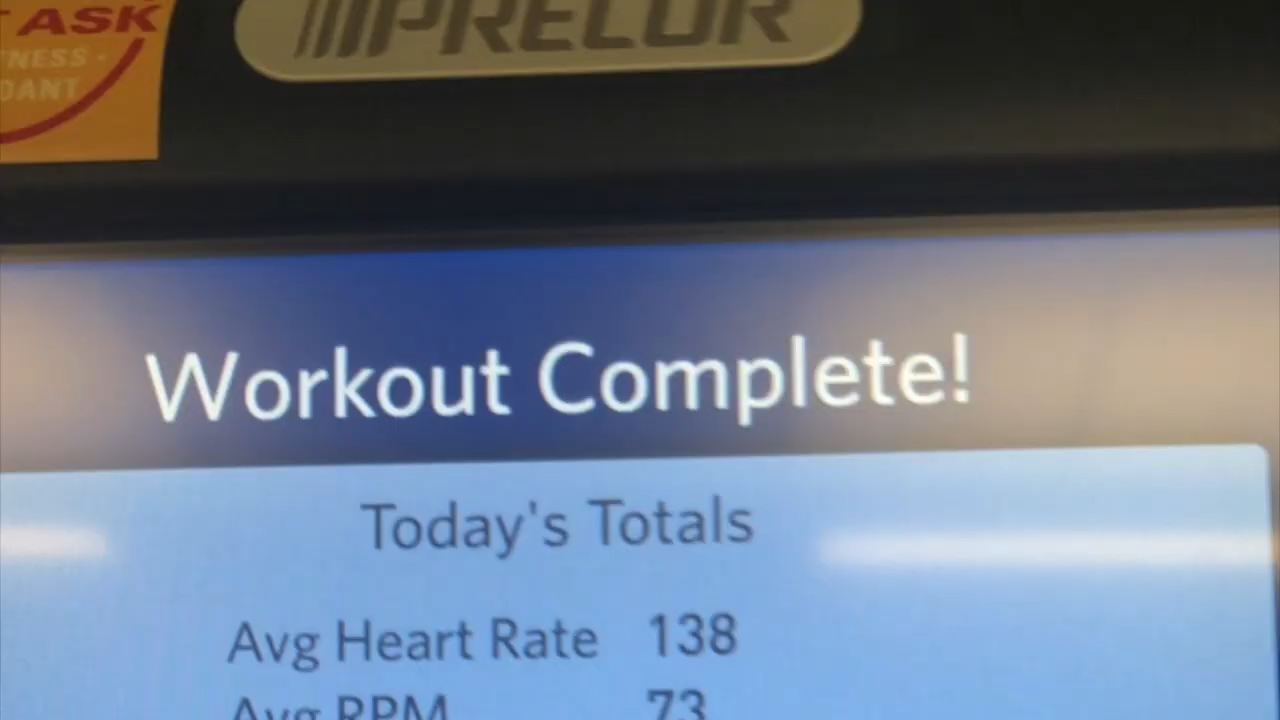 ASK
PRECOR
Workout Complete!
Today's Totals
Avg Heart Rate 138
Avg RPM 73